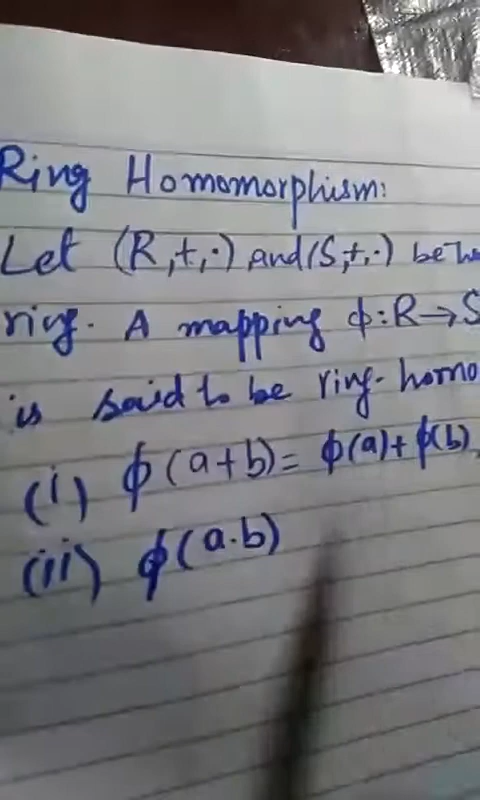 Ring Homomorphism:
Let (R,+,·) and (S,+,·) be
ring. A mapping ϕ:R→S
is said to be ring-homo
(i) ϕ(a+b)= ϕ(a)+ϕ(b)
(ii) ϕ(a.b)